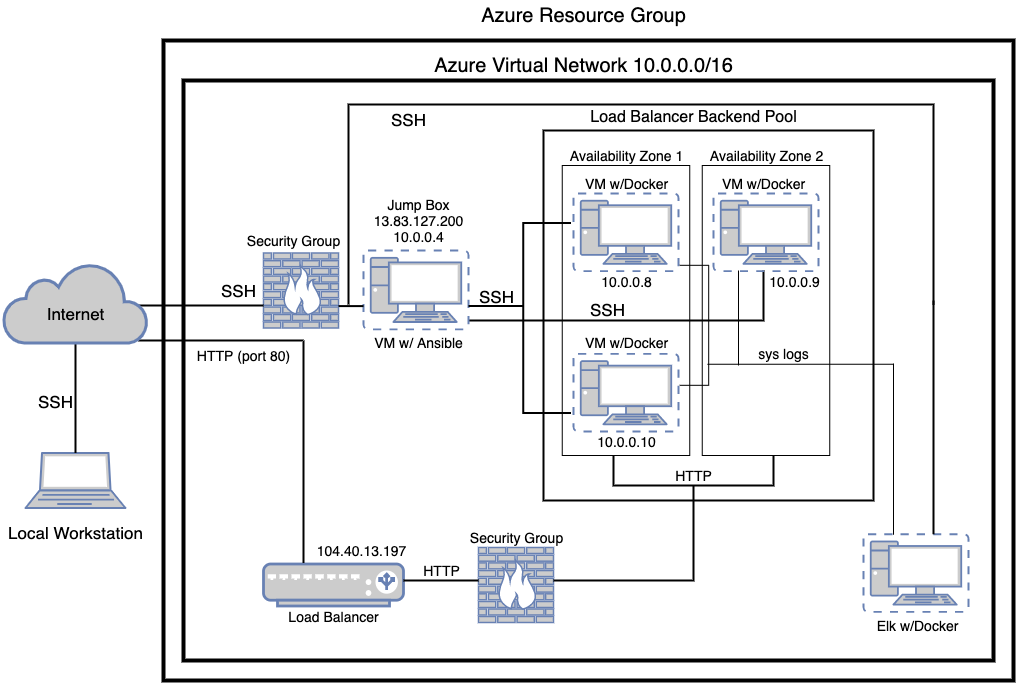 Azure Resource Group
Azure Virtual Network 10.0.0.0/16
SSH
Load Balancer Backend Pool
Availability Zone 1
Availability Zone 2
VM w/Docker
VM w/Docker
Jump Box
13.83.127.200
10.0.0.4
Security Group
10.0.0.8
10.0.0.9
SSH
SSH
SSH
Internet
VM w/ Ansible
VM w/Docker
HTTP (port 80)
sys logs
SSH
10.0.0.10
HTTP
Local Workstation
Security Group
104.40.13.197
HTTP
Load Balancer
Elk w/Docker